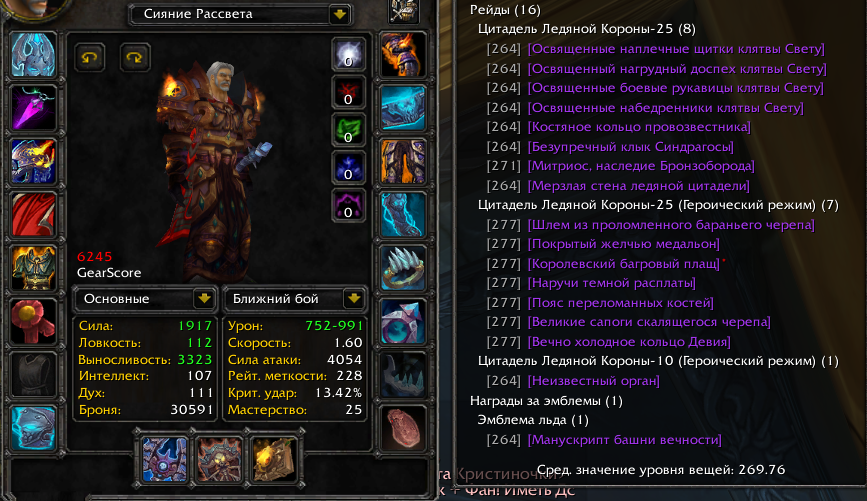 Сияние Рассвета
0
0
0
0
0
6245
GearScore
Основные
Ближний бой
Сила: 1917
Ловкость: 112
Выносливость: 3323
Интеллект: 107
Дух: 111
Броня: 30591
Урон: 752-991
Скорость: 1.60
Сила атаки: 4054
Рейт. меткости: 228
Крит. удар: 13.42%
Мастерство: 25
Рейды (16)
Цитадель Ледяной Короны-25 (8)
[264] [Освященные наплечные щитки клятвы Свету]
[264] [Освященный нагрудный доспех клятвы Свету]
[264] [Освященные боевые рукавицы клятвы Свету]
[264] [Освященные набедренники клятвы Свету]
[264] [Костяное кольцо провозвестника]
[264] [Безупречный клык Синдрагосы]
[271] [Митриос, наследие Бронзоборода]
[264] [Мерзлая стена ледяной цитадели]
Цитадель Ледяной Короны-25 (Героический режим) (7)
[277] [Шлем из проломленного бараньего черепа]
[277] [Покрытый желчью медальон]
[277] [Королевский багровый плащ]*
[277] [Наручи темной расплаты]
[277] [Пояс переломанных костей]
[277] [Великие сапоги скалящегося черепа]
[277] [Вечно холодное кольцо Девия]
Цитадель Ледяной Короны-10 (Героический режим) (1)
[264] [Неизвестный орган]
Награды за эмблемы (1)
Эмблема льда (1)
[264] [Манускрипт башни вечности]
Сред. значение уровня вещей: 269.76
та Кристиночки
к + Фан! Иметь Дс